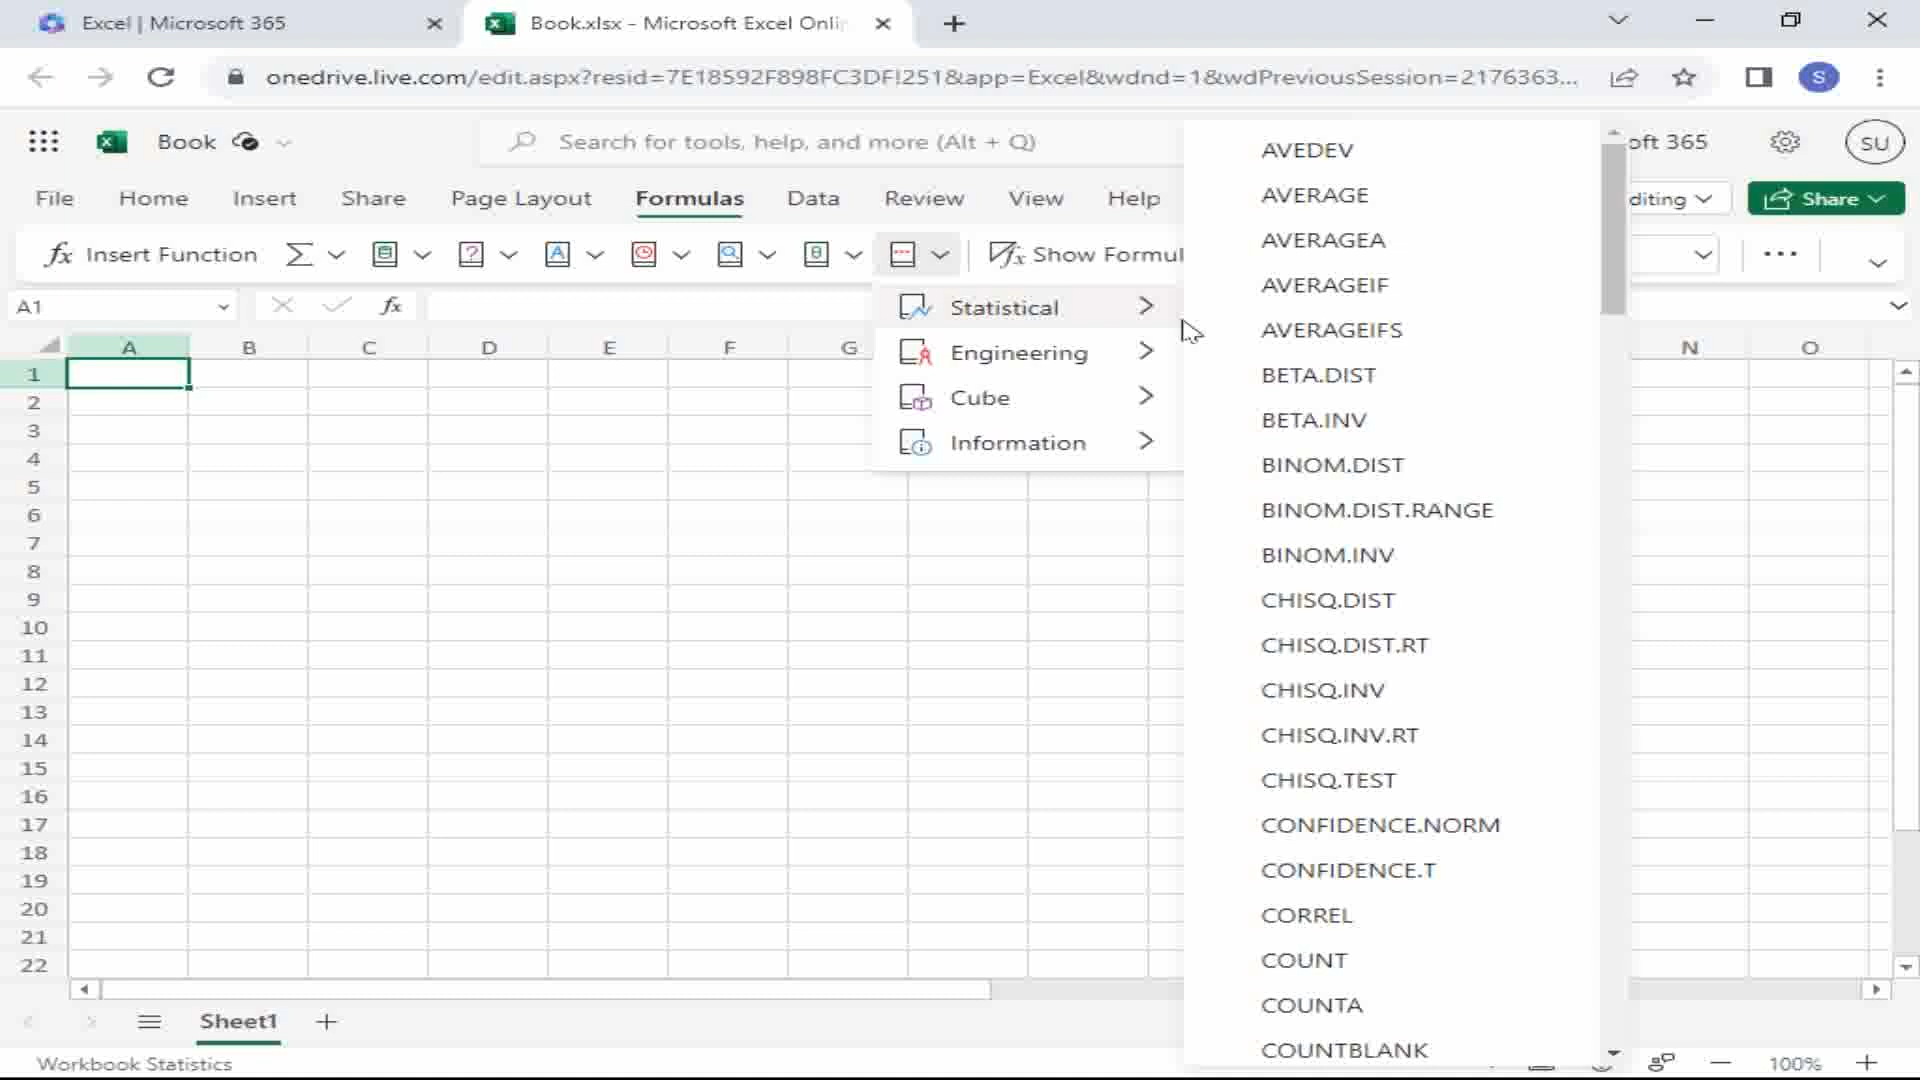 Excel | Microsoft 365
Book.xlsx - Microsoft Excel Onli
onedrive.live.com/edit.aspx?resid=7E18592F898FC3DF!251&app=Excel&wdnd=1&wdPreviousSession=2176363...
S
Book
Search for tools, help, and more (Alt + Q)
oft 365
SU
File Home Insert Share Page Layout Formulas Data Review View Help
diting
Share
fx Insert Function
Show Formul
A1
fx
A B C D E F G N O
1
2
3
4
5
6
7
8
9
10
11
12
13
14
15
16
17
18
19
20
21
22
Statistical
Engineering
Cube
Information
AVEDEV
AVERAGE
AVERAGEA
AVERAGEIF
AVERAGEIFS
BETA.DIST
BETA.INV
BINOM.DIST
BINOM.DIST.RANGE
BINOM.INV
CHISQ.DIST
CHISQ.DIST.RT
CHISQ.INV
CHISQ.INV.RT
CHISQ.TEST
CONFIDENCE.NORM
CONFIDENCE.T
CORREL
COUNT
COUNTA
COUNTBLANK
Sheet1
Workbook Statistics
100%